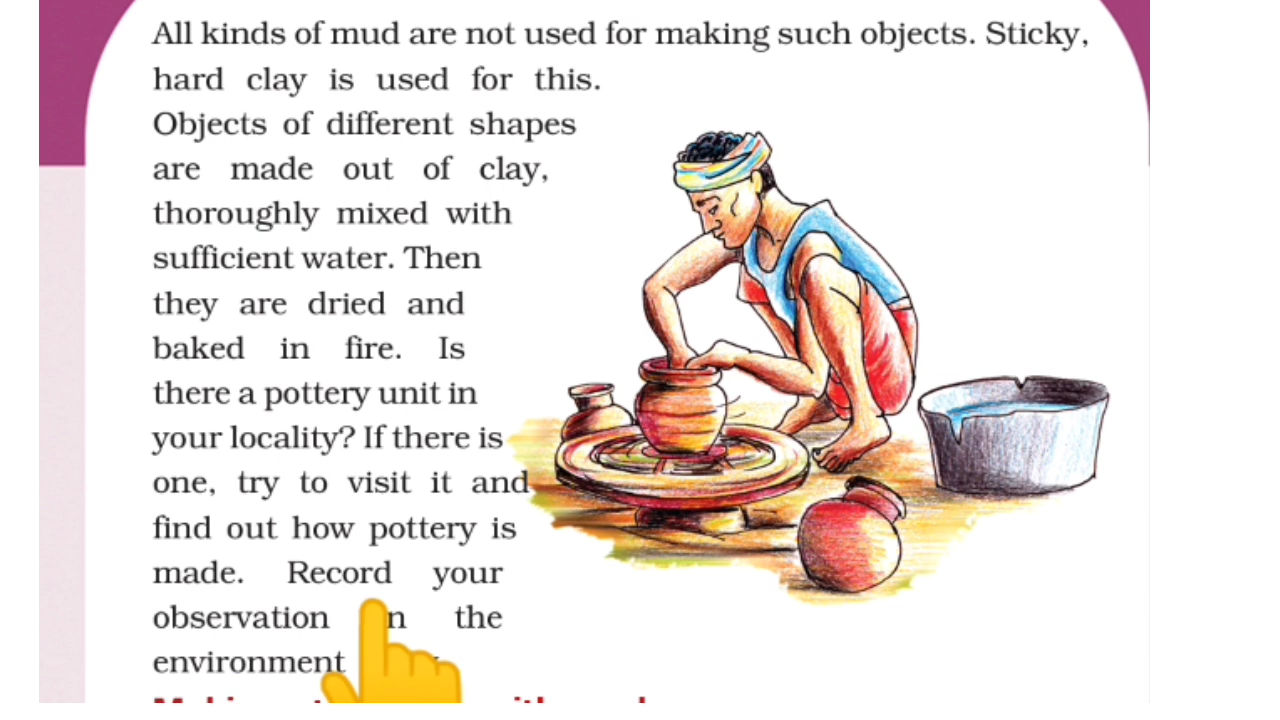 All kinds of mud are not used for making such objects. Sticky,
hard clay is used for this.
Objects of different shapes
are made out of clay,
thoroughly mixed with
sufficient water. Then
they are dried and
baked in fire. Is
there a pottery unit in
your locality? If there is
one, try to visit it and
find out how pottery is
made. Record your
observation the
environment